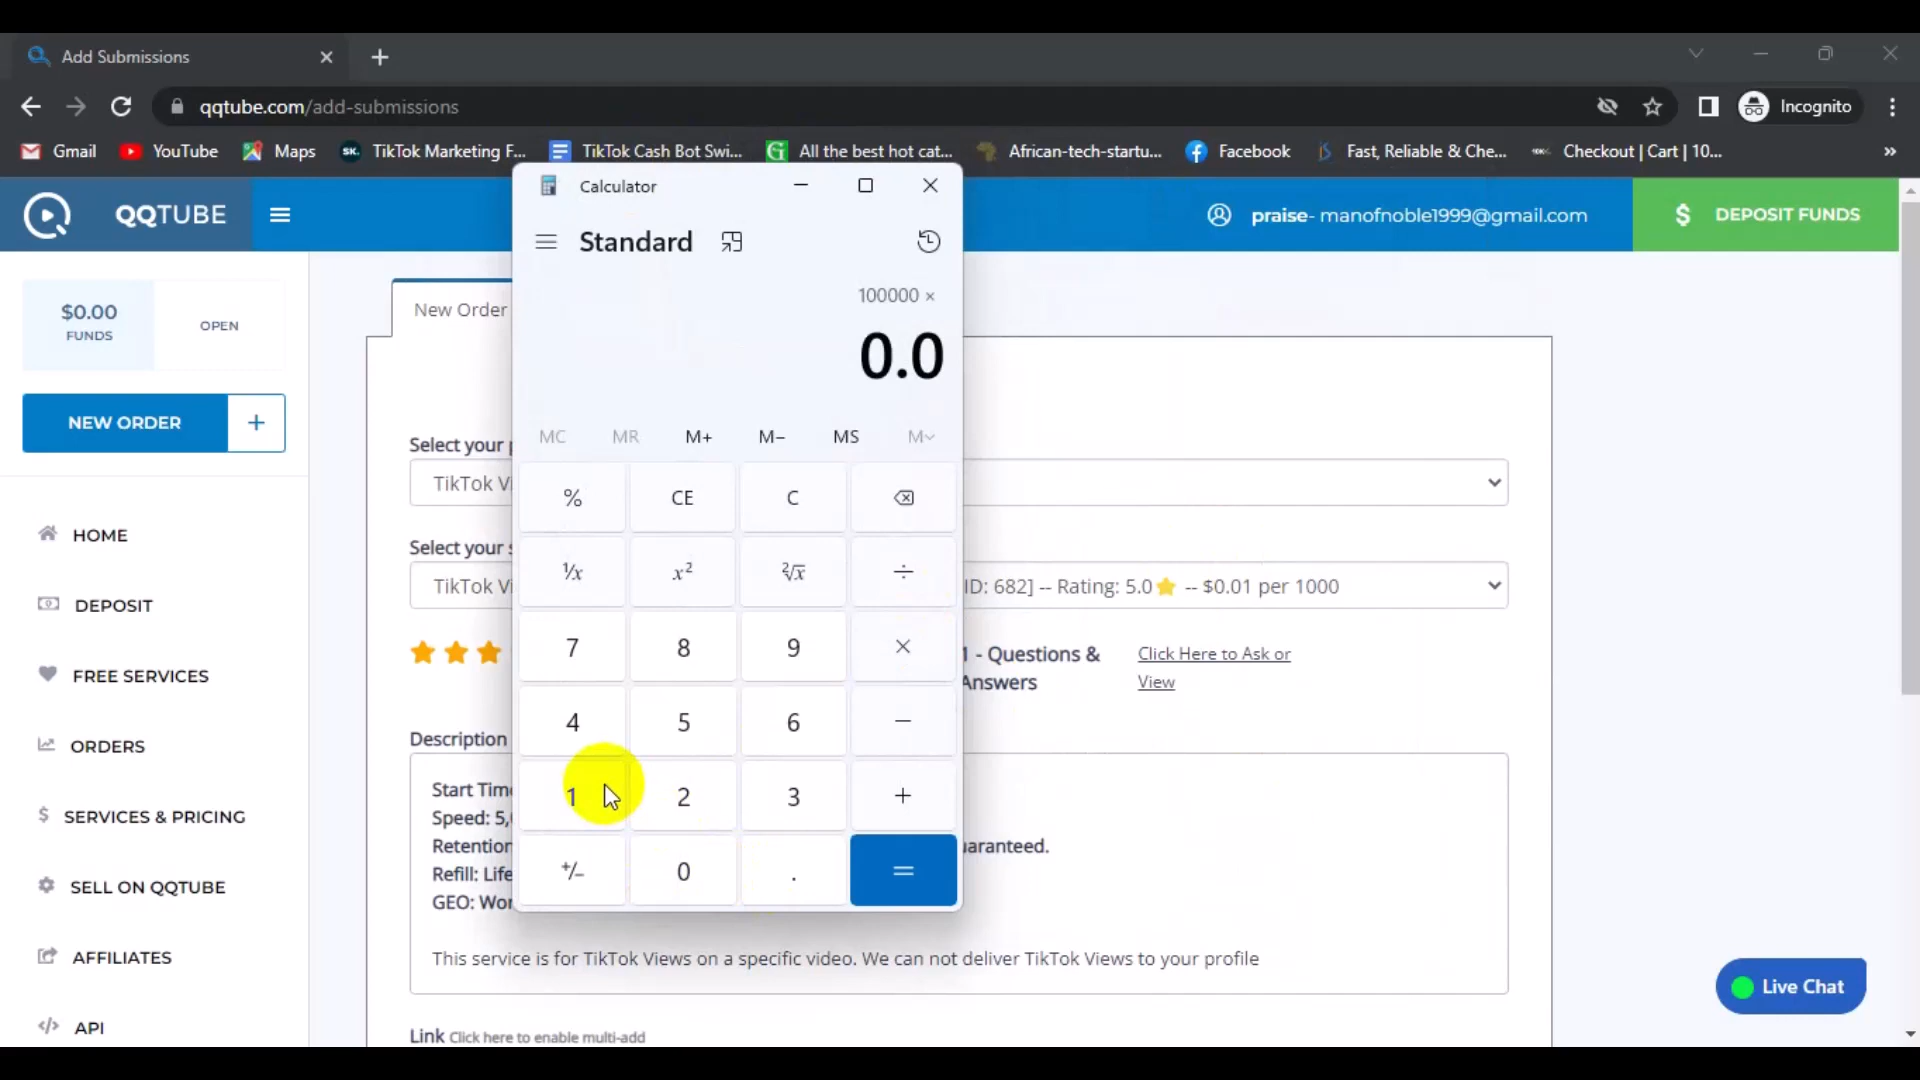 Add Submissions
qqtube.com/add-submissions
Incognito
Gmail
YouTube
Maps
TikTok Marketing F...
TikTok Cash Bot Swi...
All the best hot cat...
African-tech-startu...
Facebook
Fast, Reliable & Che...
Checkout | Cart | 10...
»
QQTUBE
praise- manofnoble1999@gmail.com
$ DEPOSIT FUNDS
$0.00
FUNDS
OPEN
NEW ORDER +
HOME
DEPOSIT
FREE SERVICES
ORDERS
$ SERVICES & PRICING
SELL ON QQTUBE
AFFILIATES
</> API
New Order
Calculator
Standard
100000 ×
0.0
MC MR M+ M− MS M
% CE C
¹/x x² ²√x ÷
7 8 9 ×
4 5 6 −
1 2 3 +
+/− 0 . =
Select your
TikTok V
Select your
TikTok Vi
ID: 682] -- Rating: 5.0⭐ -- $0.01 per 1000
1 - Questions &
Answers
Click Here to Ask or
View
Description
Start Tim
Speed: 5,
Retention
Refill: Life
GEO: Wor
aranteed.
This service is for TikTok Views on a specific video. We can not deliver TikTok Views to your profile
Link Click here to enable multi-add
Live Chat